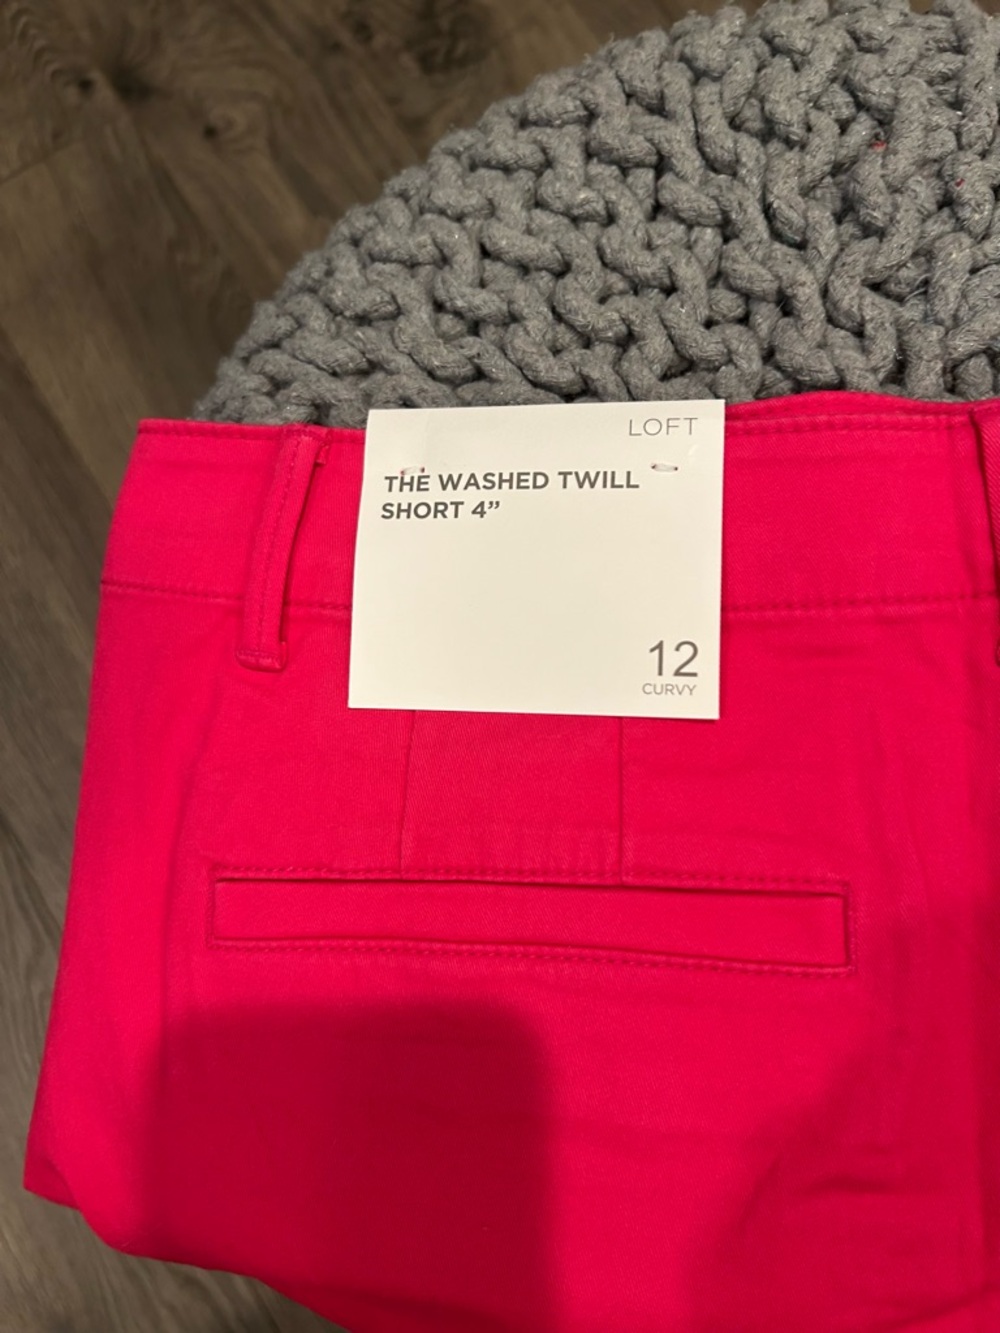 LOFT
THE WASHED TWILL
SHORT 4”
12
CURVY